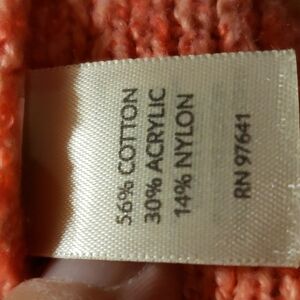 56% COTTON
30% ACRYLIC
14% NYLON
RN 97641